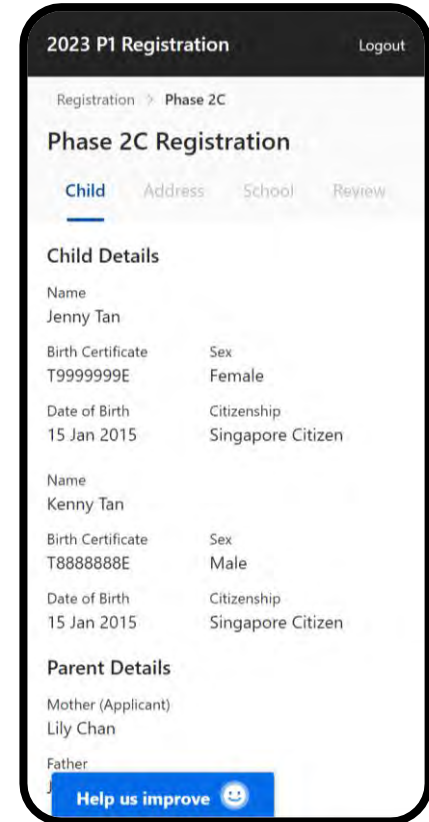 2023 P1 Registration Logout
Registration > Phase 2C
Phase 2C Registration
Child Address School Review
Child Details
Name
Jenny Tan
Birth Certificate Sex
T9999999E Female
Date of Birth Citizenship
15 Jan 2015 Singapore Citizen
Name
Kenny Tan
Birth Certificate Sex
T8888888E Male
Date of Birth Citizenship
15 Jan 2015 Singapore Citizen
Parent Details
Mother (Applicant)
Lily Chan
Father
Help us improve